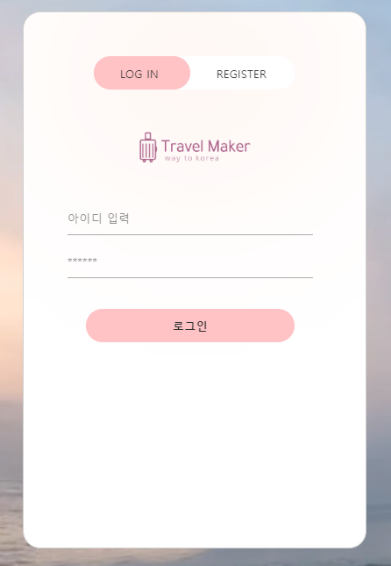 LOG IN REGISTER
Travel Maker
way to korea
아이디 입력
******
로그인